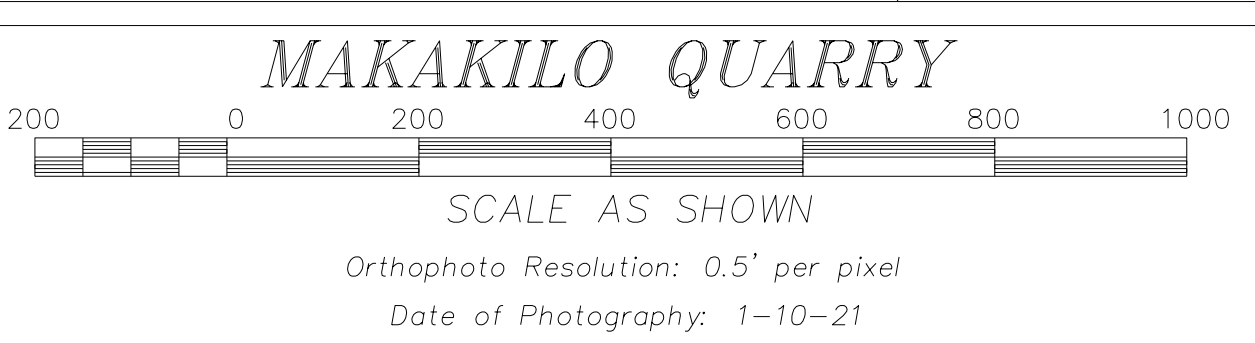 MAKAKILO QUARRY
200 0 200 400 600 800 1000
SCALE AS SHOWN
Orthophoto Resolution: 0.5' per pixel
Date of Photography: 1-10-21